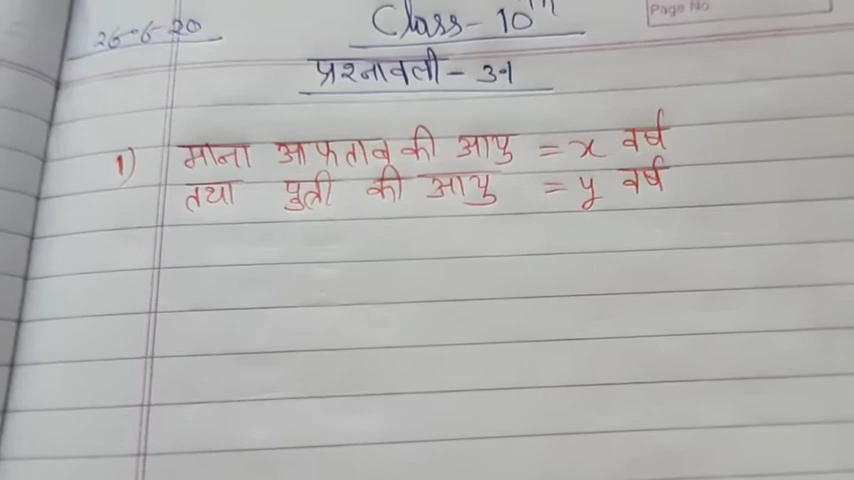 Page No
26-6-20
Class - 10th
प्रश्नावली - 3.1
1) माना आफताब की आयु = x वर्ष
तथा पुत्री की आयु = y वर्ष